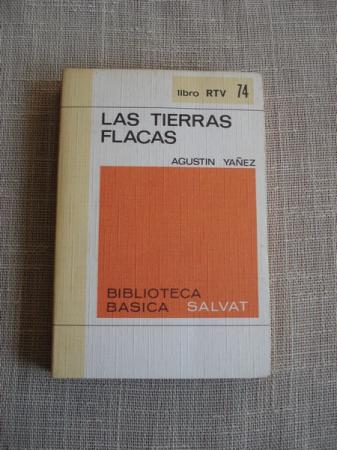 libro RTV 74
LAS TIERRAS
FLACAS
AGUSTIN YAÑEZ
BIBLIOTECA
BASICA SALVAT